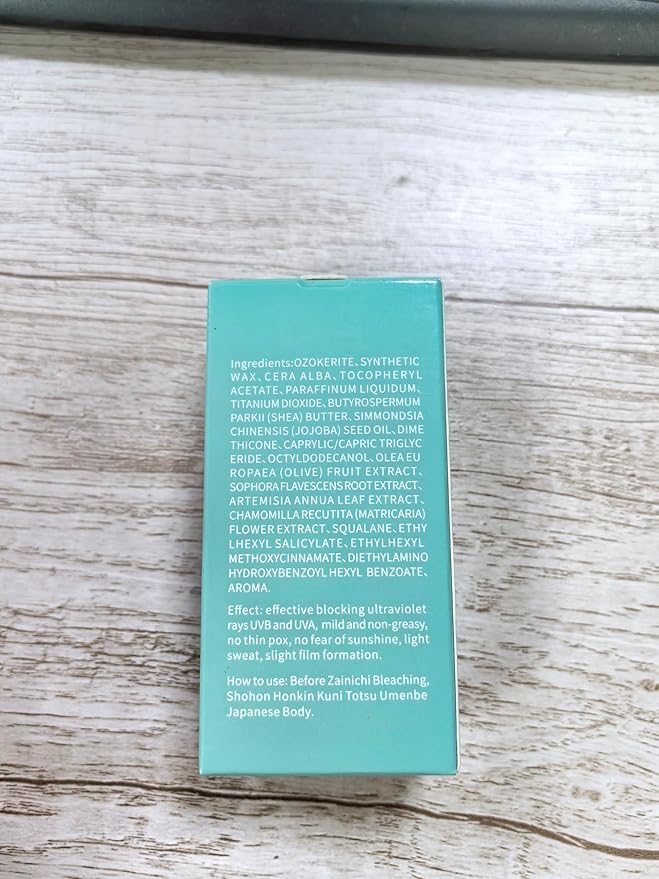 Ingredients:OZOKERITE、SYNTHETIC
WAX、CERA ALBA、TOCOPHERYL
ACETATE、PARAFFINUM LIQUIDUM、
TITANIUM DIOXIDE、BUTYROSPERMUM
PARKII (SHEA) BUTTER、SIMMONDSIA
CHINENSIS (JOJOBA) SEED OIL、DIME
THICONE、CAPRYLIC/CAPRIC TRIGLYC
ERIDE、OCTYLDODECANOL、OLEA EU
ROPAEA (OLIVE) FRUIT EXTRACT、
SOPHORA FLAVESCENS ROOT EXTRACT、
ARTEMISIA ANNUA LEAF EXTRACT、
CHAMOMILLA RECUTITA (MATRICARIA)
FLOWER EXTRACT、SQUALANE、ETHY
LHEXYL SALICYLATE、ETHYLHEXYL
METHOXYCINNAMATE、DIETHYLAMINO
HYDROXYBENZOYL HEXYL BENZOATE、
AROMA.
Effect: effective blocking ultraviolet
rays UVB and UVA, mild and non-greasy,
no thin pox, no fear of sunshine, light
sweat, slight film formation.
How to use: Before Zainichi Bleaching,
Shohon Honkin Kuni Totsu Umenbe
Japanese Body.